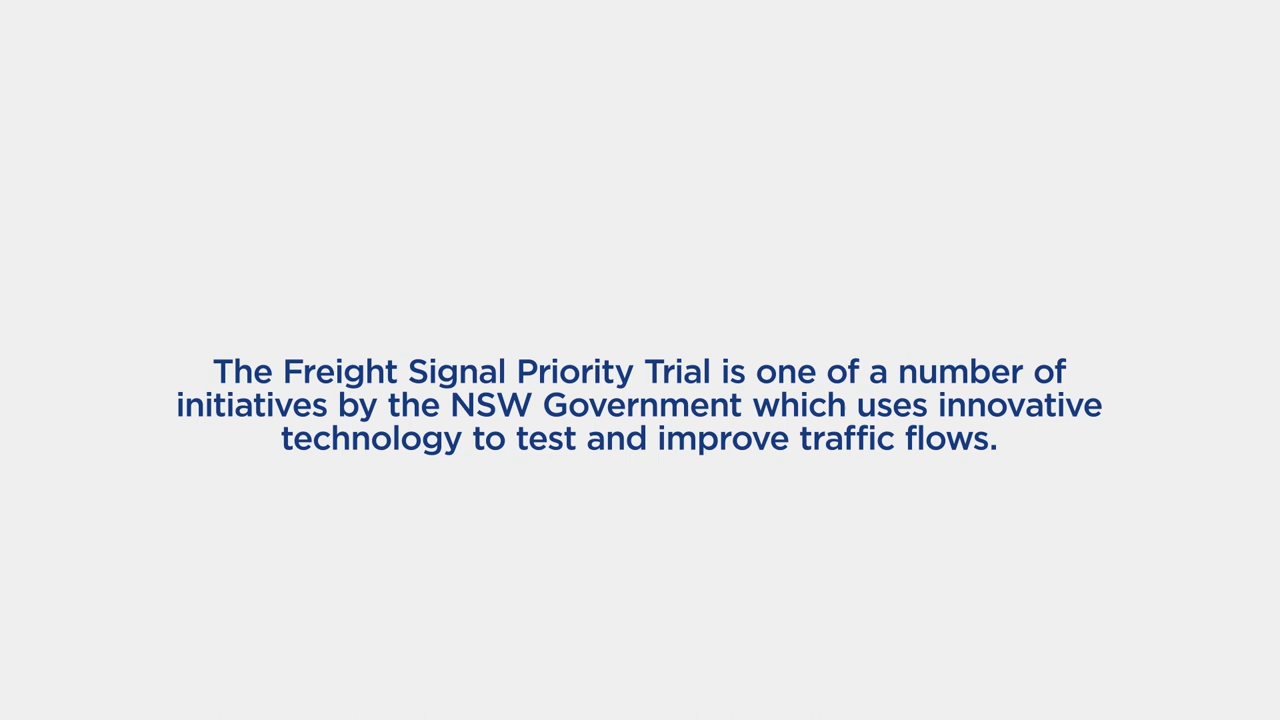 The Freight Signal Priority Trial is one of a number of
initiatives by the NSW Government which uses innovative
technology to test and improve traffic flows.